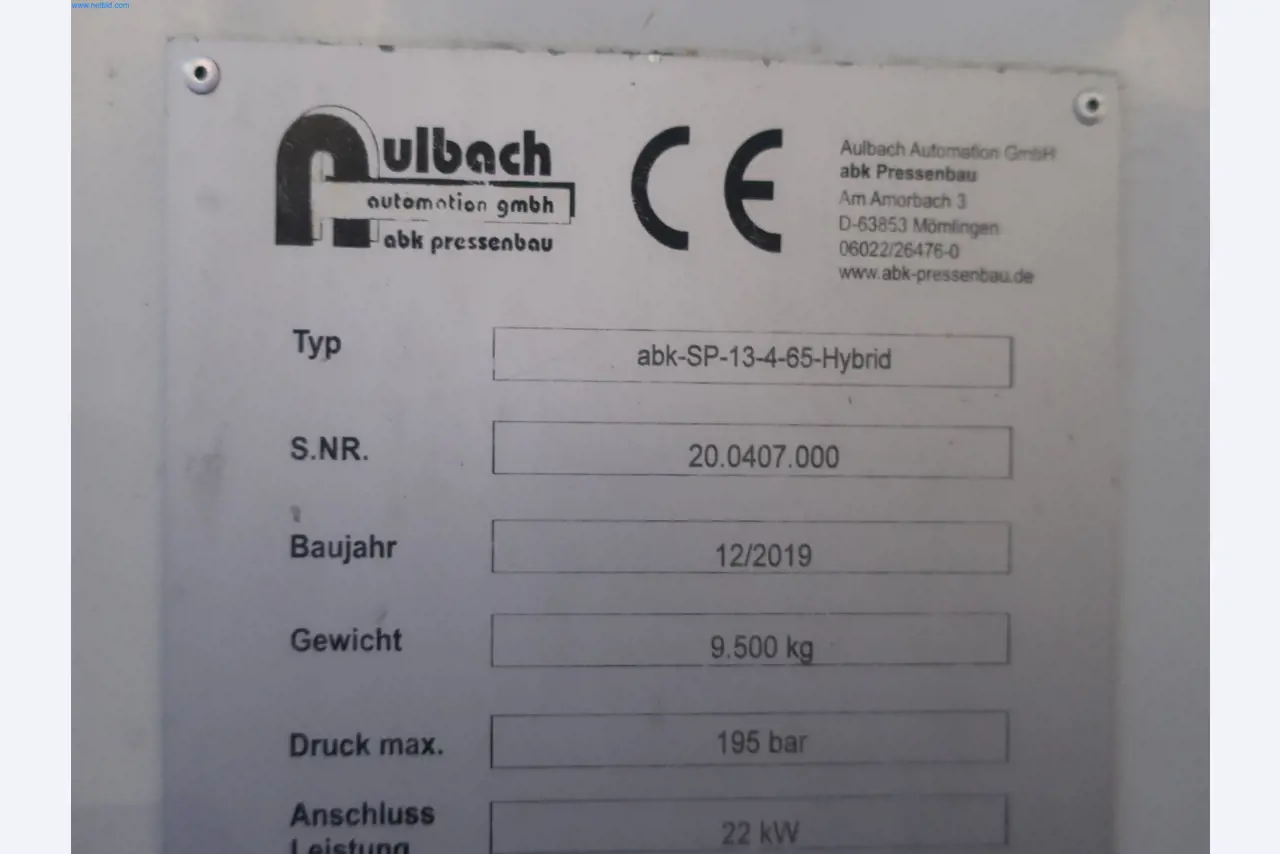 www.netbid.com
Aulbach
automation gmbh
abk pressenbau
CE
Aulbach Automation GmbH
abk Pressenbau
Am Amorbach 3
D-63853 Mömlingen
06022/26476-0
www.abk-pressenbau.de
Typ abk-SP-13-4-65-Hybrid
S.NR. 20.0407.000
Baujahr 12/2019
Gewicht 9.500 kg
Druck max. 195 bar
Anschluss 22 kW
Leistung